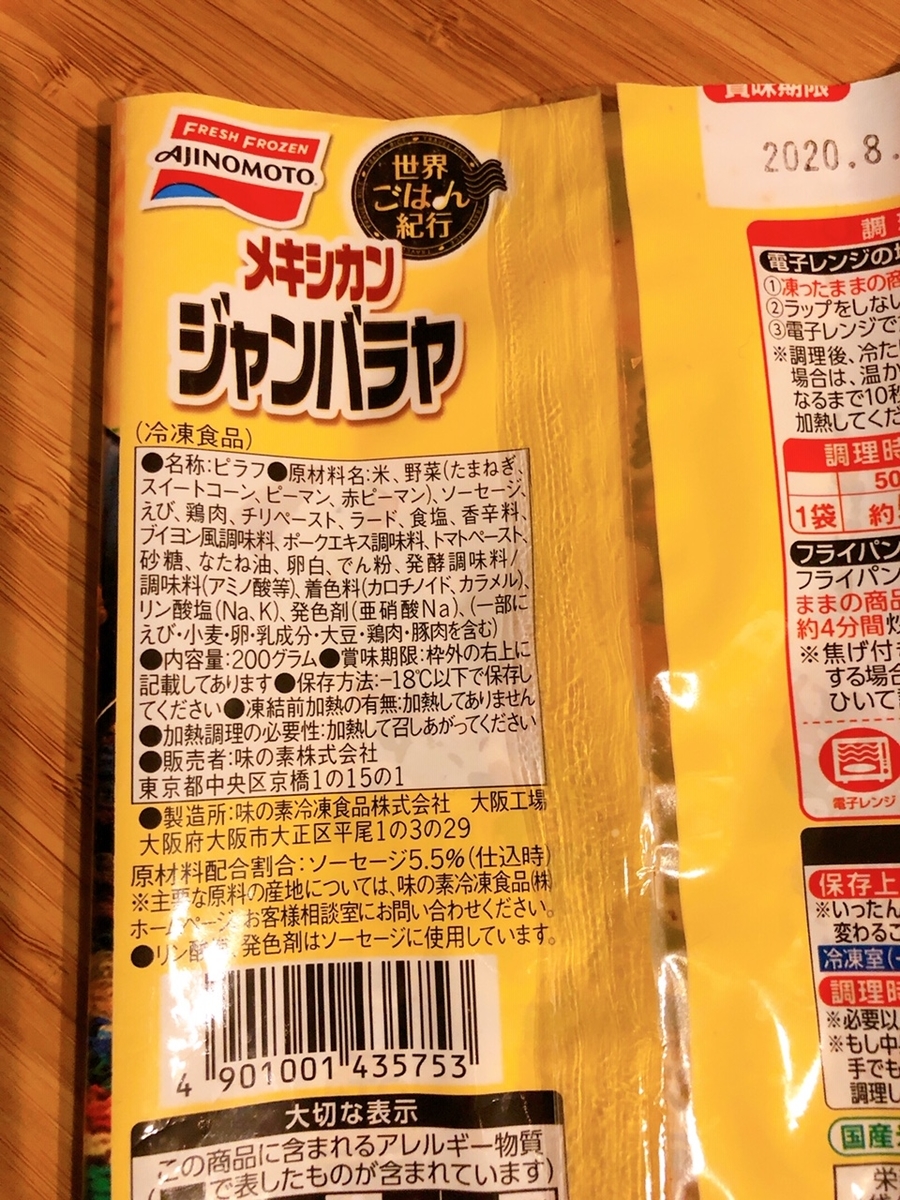 FRESH FROZEN
AJINOMOTO
世界
ごはん
紀行
メキシカン
ジャンバラヤ
(冷凍食品)
●名称:ピラフ●原材料名:米、野菜(たまねぎ、
スイートコーン、ピーマン、赤ピーマン)、ソーセージ、
えび、鶏肉、チリペースト、ラード、食塩、香辛料、
ブイヨン風調味料、ポークエキス調味料、トマトペースト、
砂糖、なたね油、卵白、でん粉、発酵調味料/
調味料(アミノ酸等)、着色料(カロチノイド、カラメル)、
リン酸塩(Na、K)、発色剤(亜硝酸Na)、(一部に
えび・小麦・卵・乳成分・大豆・鶏肉・豚肉を含む)
●内容量:200グラム●賞味期限:枠外の右上に
記載してあります●保存方法:−18℃以下で保存し
てください●凍結前加熱の有無:加熱してありません
●加熱調理の必要性:加熱して召しあがってください
●販売者:味の素株式会社
東京都中央区京橋1の15の1
●製造所:味の素冷凍食品株式会社 大阪工場
大阪府大阪市大正区平尾1の3の29
原材料配合割合:ソーセージ5.5%(仕込時)
※主要な原料の産地については、味の素冷凍食品(株)
ホームページ、お客様相談室にお問い合わせください。
●リン酸、発色剤はソーセージに使用しています。
4 901001 435753
大切な表示
この商品に含まれるアレルギー物質
で表したものが含まれています)
賞味期限
2020.8.
調
電子レンジの
①凍ったままの商
②ラップをしない
③電子レンジで
※調理後、冷た
場合は、温か
なるまで10秒
加熱してくだ
調理時
50
1袋 約
フライパン
フライパン
ままの商品
約4分間炒
※焦げ付き
する場合
ひいて
電子レンジ
保存上
※いったん
変わるこ
冷凍室(−
調理時
※必要以
※もし中
手でも
調理し
国産
栄